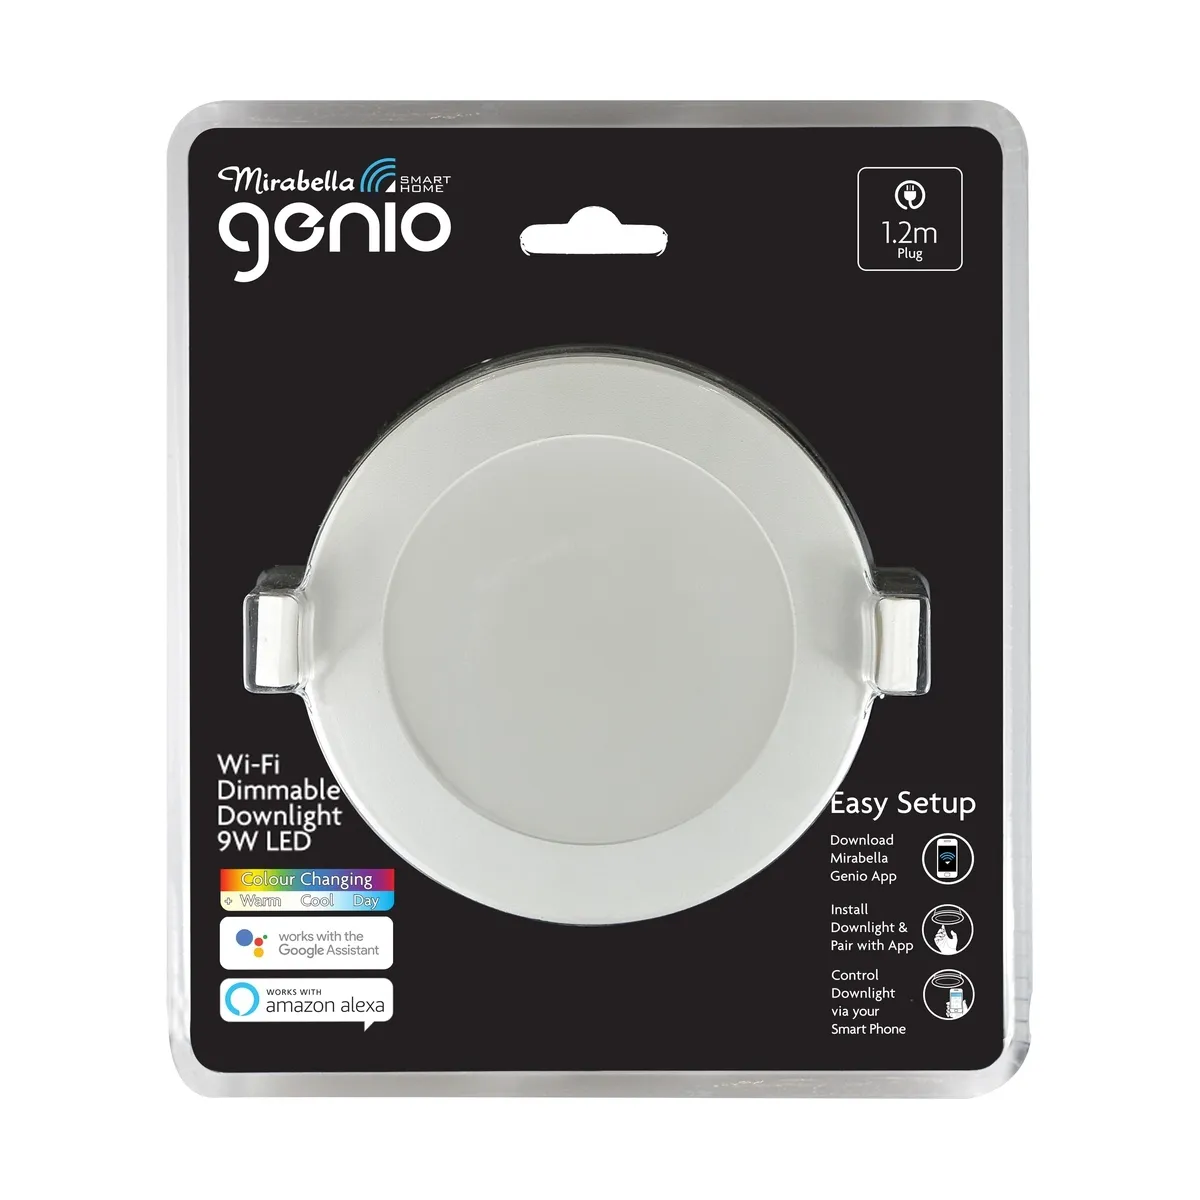 Mirabella SMART HOME
genio
1.2m
Plug
Wi-Fi
Dimmable
Downlight
9W LED
Colour Changing
+ Warm Cool Day
works with the
Google Assistant
WORKS WITH
amazon alexa
Easy Setup
Download
Mirabella
Genio App
Install
Downlight &
Pair with App
Control
Downlight
via your
Smart Phone